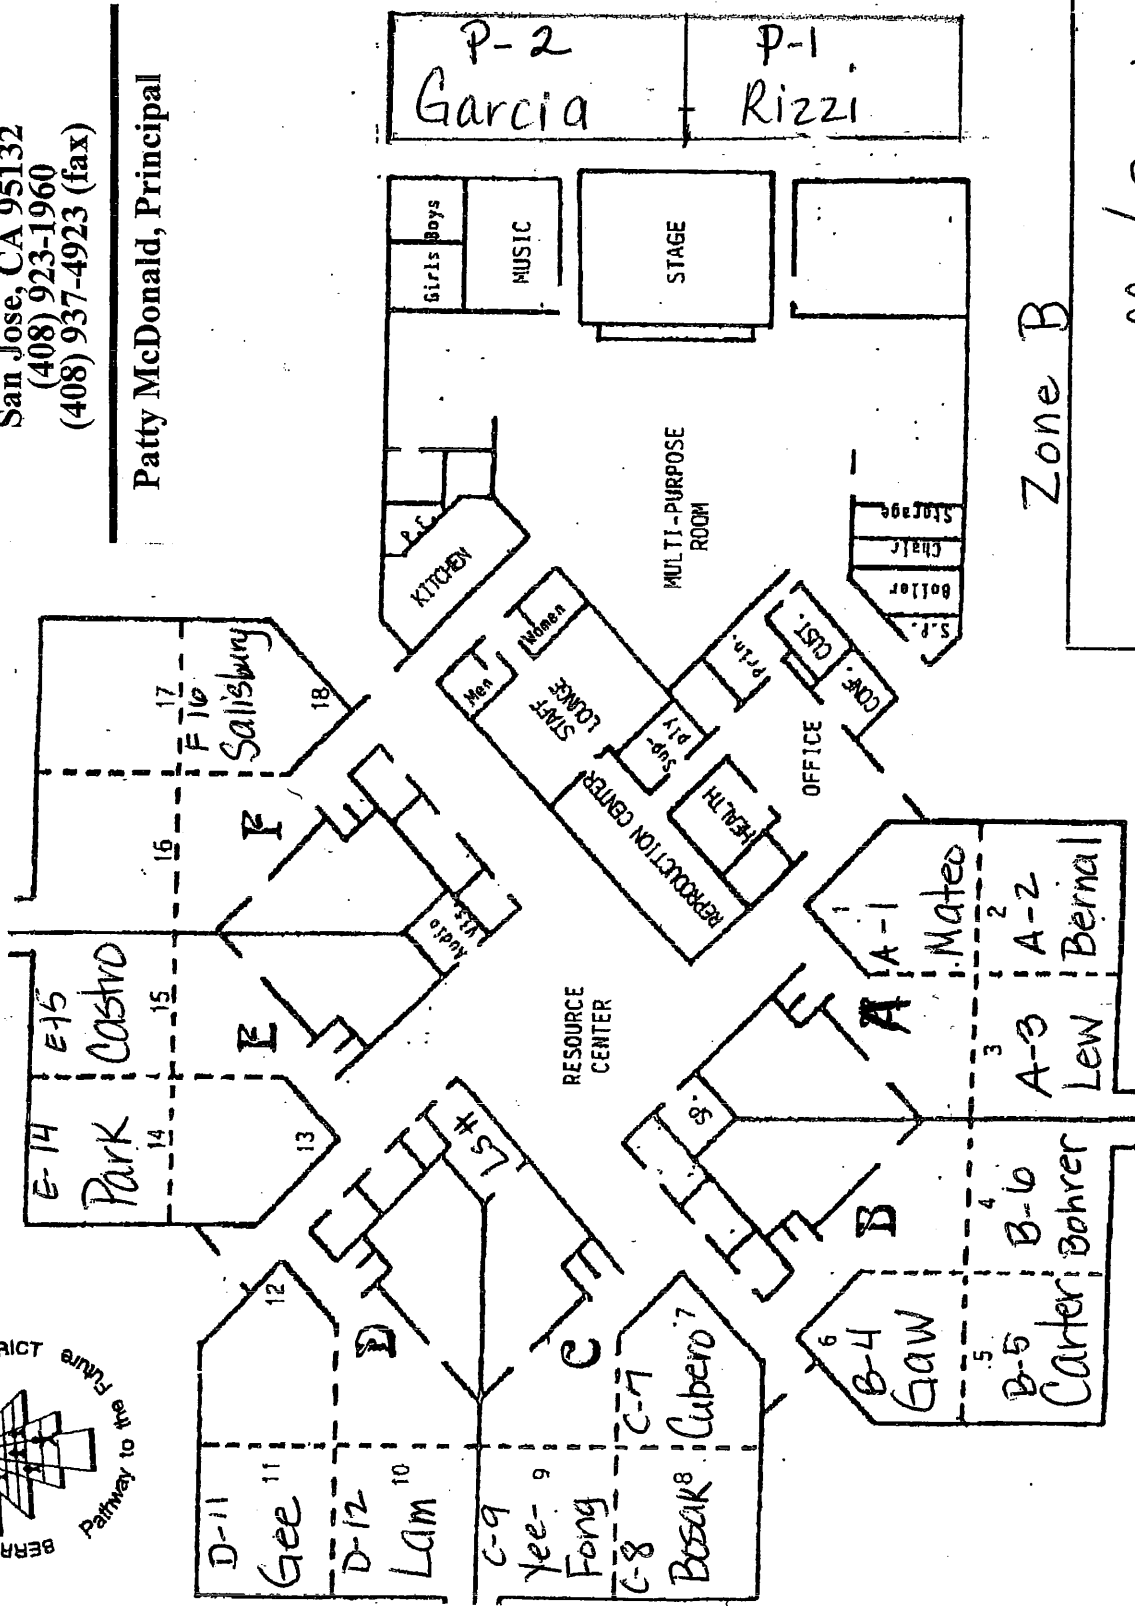 San Jose, CA 95132
(408) 923-1960
(408) 937-4923 (fax)
Patty McDonald, Principal
Pathway to the Future
P-2
Garcia
P-1
Rizzi
Girls
Boys
MUSIC
STAGE
MULTI-PURPOSE
ROOM
KITCHEN
Storage
Chair
Boiler
S.P.
Zone B
Men
Women
STAFF
LOUNGE
Prin.
CUST.
CONF.
Sup-
ply
OFFICE
HEALTH
REPRODUCTION CENTER
17
F 16
Salisbury
18
16
F
Audio
Vis.
E-15
Castro
15
E
E-14
Park
14
13
RESOURCE
CENTER
1
A-1
Mateo
2
A-2
Bernal
3
A-3
Lew
A
LSH
12
D
D-11
Gee
11
D-12
Lam
10
C-9
Yee-
Fong
9
C
C-7
Cubero
7
C-8
Bosak
8
B
4
B-6
Bohrer
6
B-4
Gaw
5
B-5
Carter